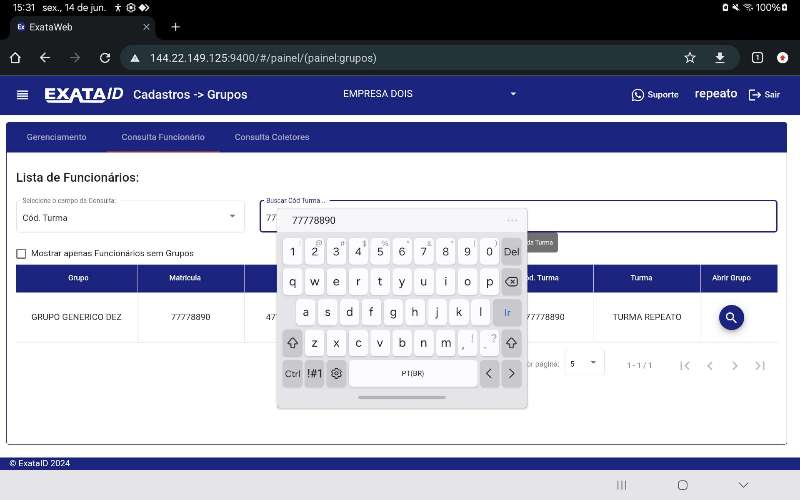 15:31 sex., 14 de jun.
100%
Ex ExataWeb
144.22.149.125:9400/#/painel/(painel:grupos)
1
EXATAID Cadastros -> Grupos
EMPRESA DOIS
Suporte
repeato
Sair
Gerenciamento
Consulta Funcionário
Consulta Coletores
Lista de Funcionários:
Selecione o campo da Consulta:
Cód. Turma
Buscar Cód Turma...
77
77778890
Mostrar apenas Funcionários sem Grupos
Turma
1 2 3 4 5 6 7 8 9 0 Del
@ # $ % ^ & * ( )
q w e r t y u i o p
a s d f g h j k l Ir
z x c v b n m , ! . ?
Ctrl !#1 PT(BR) < >
Grupo Matrícula Turma Turma Abrir Grupo
GRUPO GENERICO DEZ 77778890 47 77778890 TURMA REPEATO
página: 5 1 - 1 / 1
© ExataID 2024